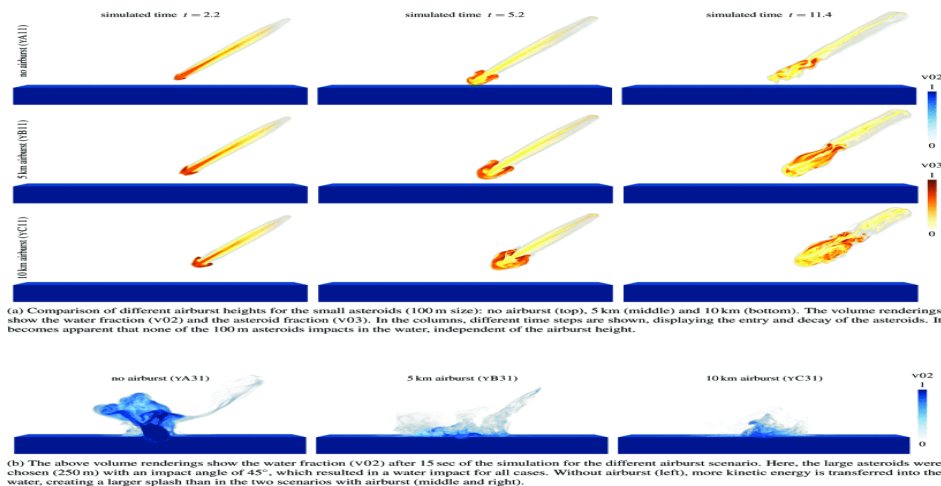 simulated time t = 2.2
simulated time t = 5.2
simulated time t = 11.4
no airburst (YA11)
v02
1
0
5 km airburst (YB11)
v03
1
0
10 km airburst (YC11)
(a) Comparison of different airburst heights for the small asteroids (100 m size): no airburst (top), 5 km (middle) and 10 km (bottom). The volume renderings
show the water fraction (v02) and the asteroid fraction (v03). In the columns, different time steps are shown, displaying the entry and decay of the asteroids. It
becomes apparent that none of the 100 m asteroids impacts in the water, independent of the airburst height.
no airburst (YA31)
5 km airburst (YB31)
10 km airburst (YC31)
v02
1
0
(b) The above volume renderings show the water fraction (v02) after 15 sec of the simulation for the different airburst scenario. Here, the large asteroids were
chosen (250 m) with an impact angle of 45°, which resulted in a water impact for all cases. Without airburst (left), more kinetic energy is transferred into the
water, creating a larger splash than in the two scenarios with airburst (middle and right).